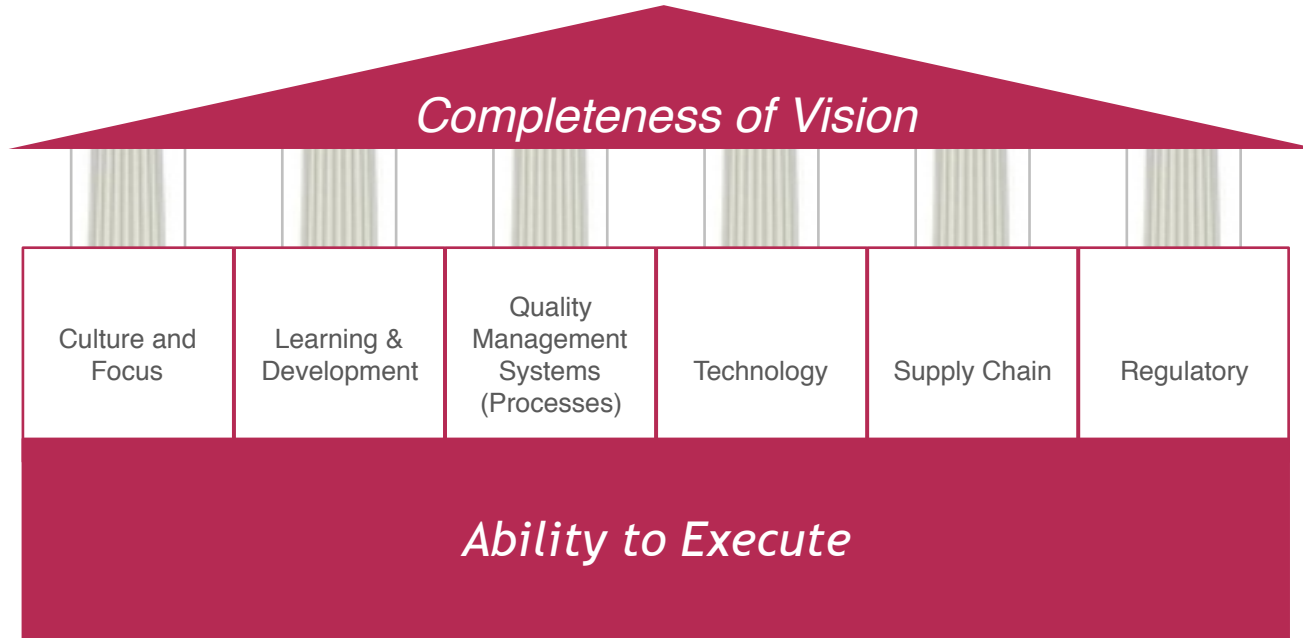 Completeness of Vision
Culture and
Focus
Learning &
Development
Quality
Management
Systems
(Processes)
Technology
Supply Chain
Regulatory
Ability to Execute